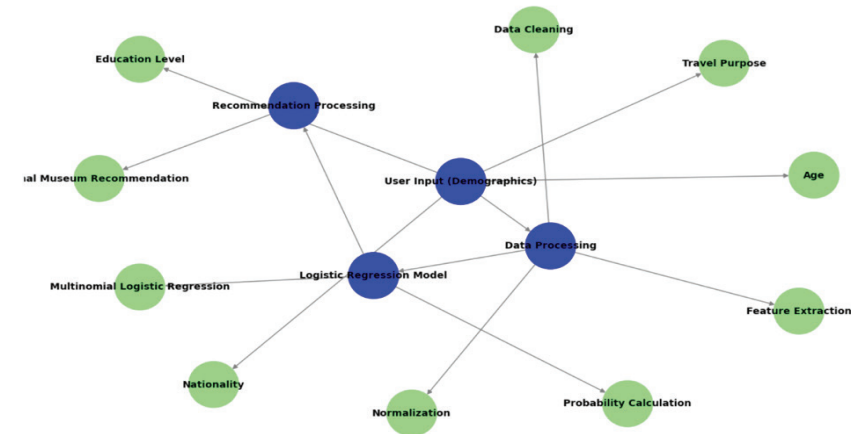 Data Cleaning
Education Level
Travel Purpose
Recommendation Processing
Age
al Museum Recommendation
User Input (Demographics)
Data Processing
Logistic Regression Model
Multinomial Logistic Regression
Feature Extraction
Nationality
Probability Calculation
Normalization